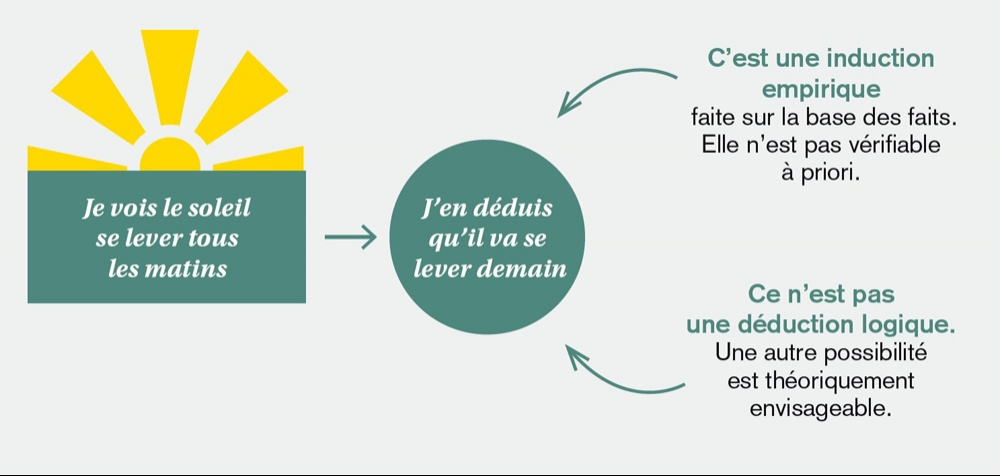 Je vois le soleil
se lever tous
les matins
J’en déduis
qu’il va se
lever demain
C’est une induction
empirique
faite sur la base des faits.
Elle n’est pas vérifiable
à priori.
Ce n’est pas
une déduction logique.
Une autre possibilité
est théoriquement
envisageable.